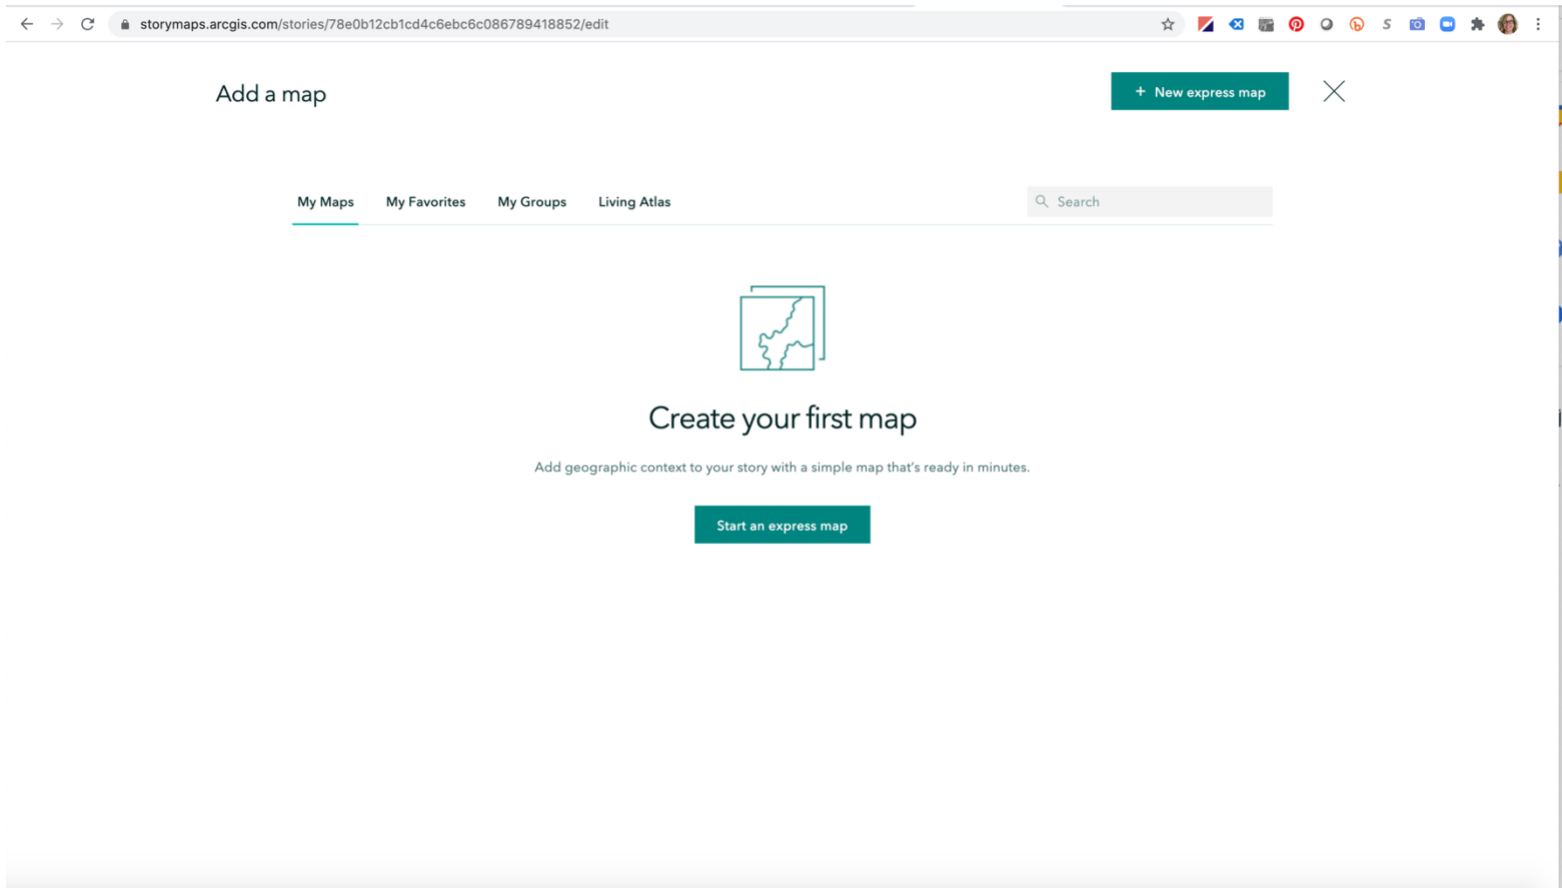 storymaps.arcgis.com/stories/78e0b12cb1cd4c6ebc6c086789418852/edit
Add a map
+ New express map
My Maps
My Favorites
My Groups
Living Atlas
Search
Create your first map
Add geographic context to your story with a simple map that's ready in minutes.
Start an express map